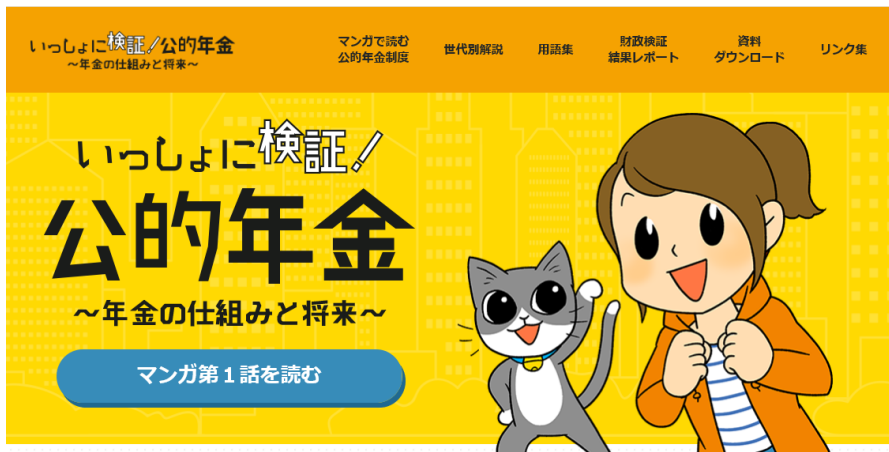 いっしょに検証!公的年金
～年金の仕組みと将来～
マンガで読む
公的年金制度
世代別解説
用語集
財政検証
結果レポート
資料
ダウンロード
リンク集
いっしょに検証!
公的年金
～年金の仕組みと将来～
マンガ第1話を読む